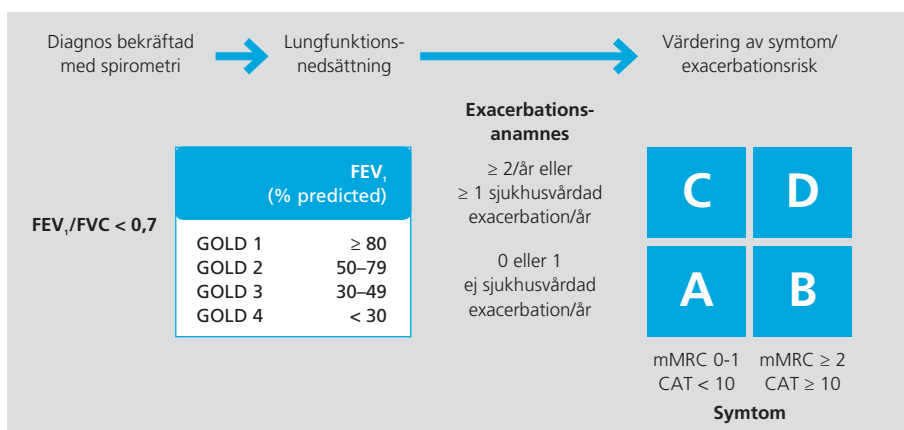 Diagnos bekräftad
med spirometri
Lungfunktions-
nedsättning
Värdering av symtom/
exacerbationsrisk
FEV₁/FVC < 0,7
FEV₁
(% predicted)
GOLD 1 ≥ 80
GOLD 2 50–79
GOLD 3 30–49
GOLD 4 < 30
Exacerbations-
anamnes
≥ 2/år eller
≥ 1 sjukhusvårdad
exacerbation/år
0 eller 1
ej sjukhusvårdad
exacerbation/år
C D
A B
mMRC 0-1 mMRC ≥ 2
CAT < 10 CAT ≥ 10
Symtom